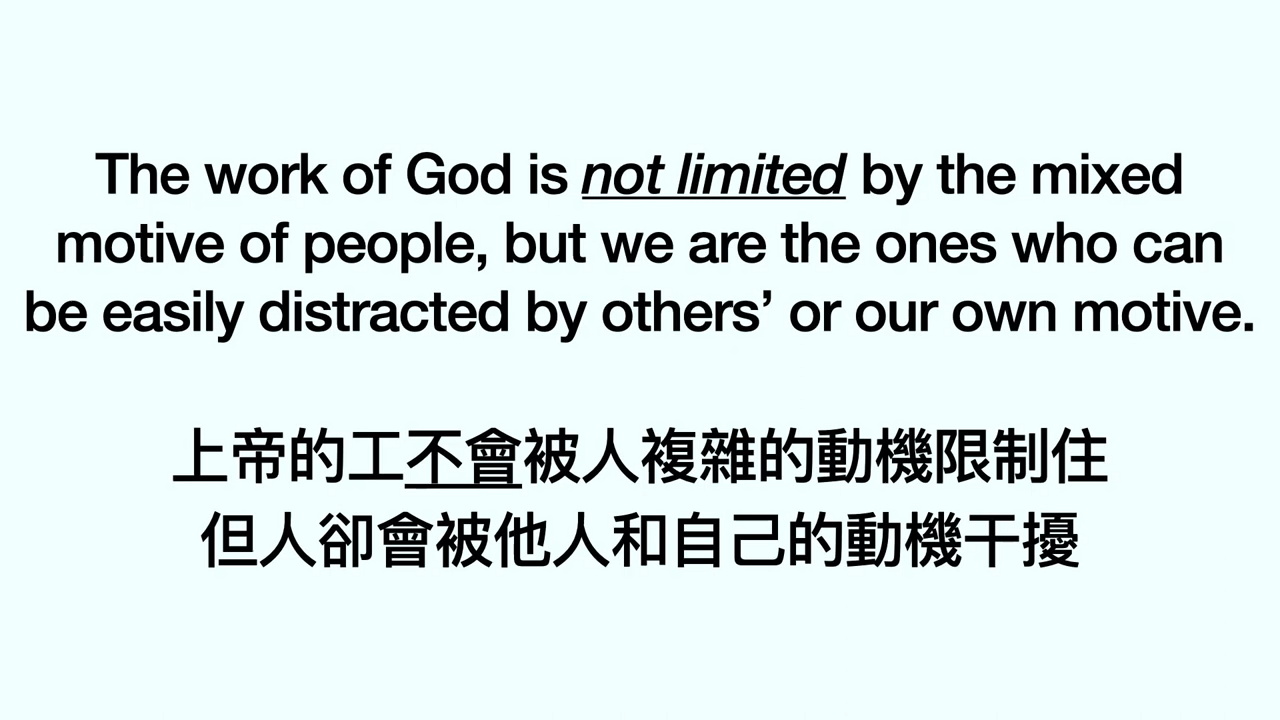 The work of God is not limited by the mixed
motive of people, but we are the ones who can
be easily distracted by others’ or our own motive.
上帝的工不會被人複雜的動機限制住
但人卻會被他人和自己的動機干擾